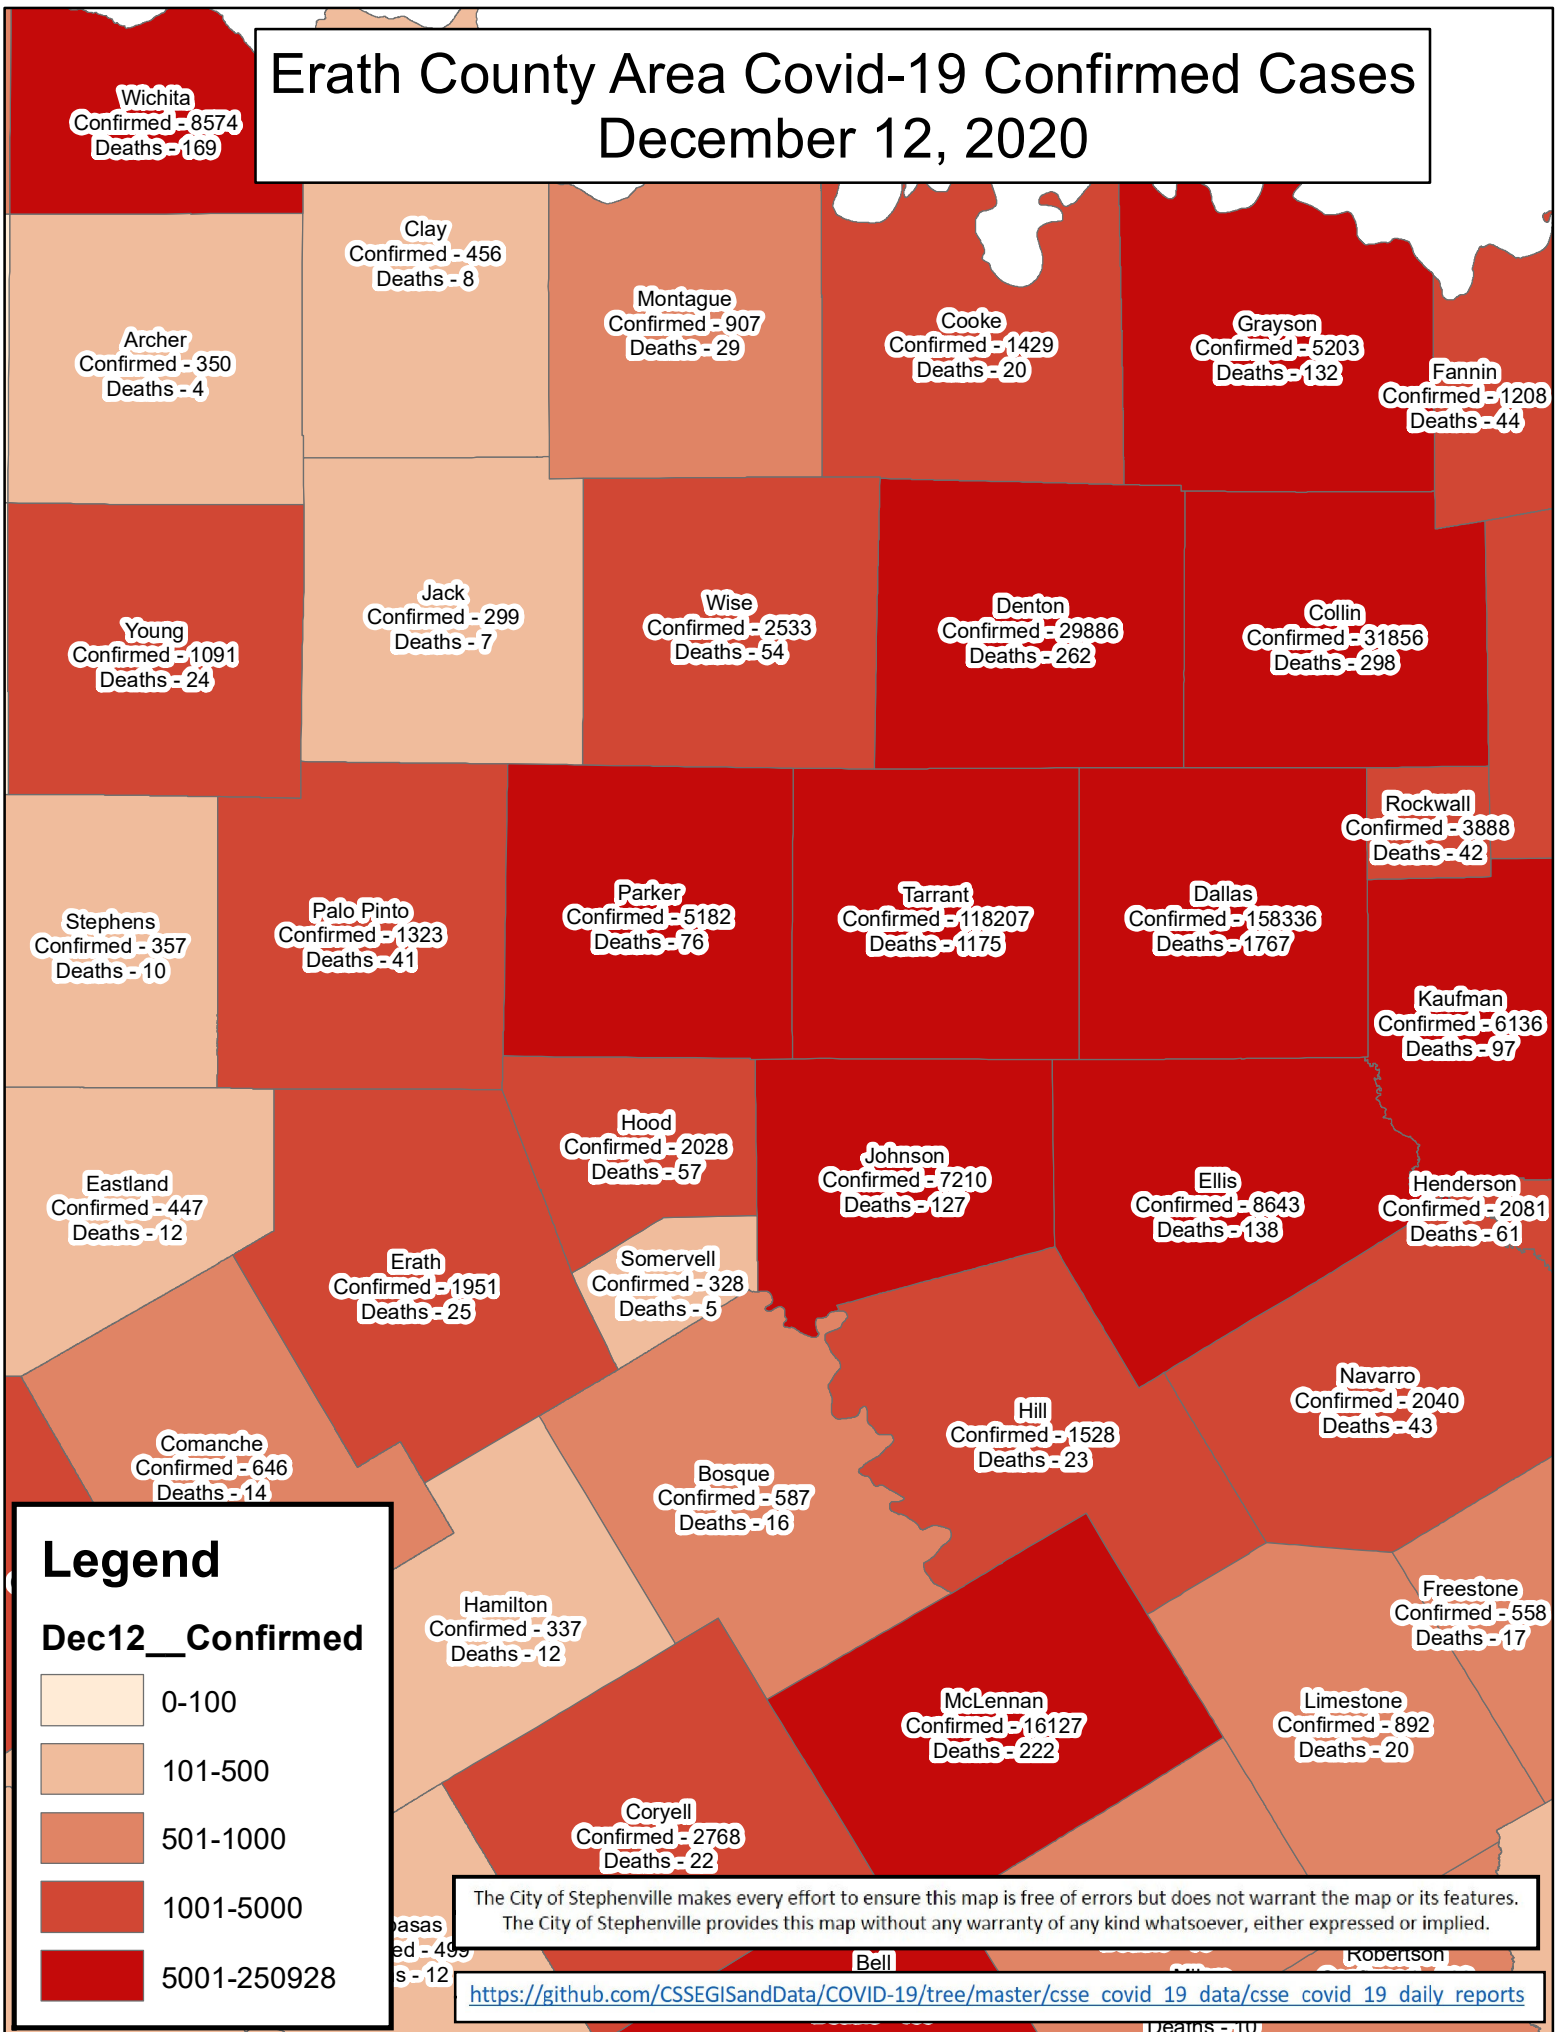 Erath County Area Covid-19 Confirmed Cases
December 12, 2020
Wichita
Confirmed - 8574
Deaths - 169
Clay
Confirmed - 456
Deaths - 8
Montague
Confirmed - 907
Deaths - 29
Cooke
Confirmed - 1429
Deaths - 20
Grayson
Confirmed - 5203
Deaths - 132
Fannin
Confirmed - 1208
Deaths - 44
Archer
Confirmed - 350
Deaths - 4
Young
Confirmed - 1091
Deaths - 24
Jack
Confirmed - 299
Deaths - 7
Wise
Confirmed - 2533
Deaths - 54
Denton
Confirmed - 29886
Deaths - 262
Collin
Confirmed - 31856
Deaths - 298
Rockwall
Confirmed - 3888
Deaths - 42
Stephens
Confirmed - 357
Deaths - 10
Palo Pinto
Confirmed - 1323
Deaths - 41
Parker
Confirmed - 5182
Deaths - 76
Tarrant
Confirmed - 118207
Deaths - 1175
Dallas
Confirmed - 158336
Deaths - 1767
Kaufman
Confirmed - 6136
Deaths - 97
Eastland
Confirmed - 447
Deaths - 12
Erath
Confirmed - 1951
Deaths - 25
Hood
Confirmed - 2028
Deaths - 57
Somervell
Confirmed - 328
Deaths - 5
Johnson
Confirmed - 7210
Deaths - 127
Ellis
Confirmed - 8643
Deaths - 138
Henderson
Confirmed - 2081
Deaths - 61
Comanche
Confirmed - 646
Deaths - 14
Bosque
Confirmed - 587
Deaths - 16
Hill
Confirmed - 1528
Deaths - 23
Navarro
Confirmed - 2040
Deaths - 43
Hamilton
Confirmed - 337
Deaths - 12
McLennan
Confirmed - 16127
Deaths - 222
Limestone
Confirmed - 892
Deaths - 20
Freestone
Confirmed - 558
Deaths - 17
Coryell
Confirmed - 2768
Deaths - 22
Legend
Dec12__Confirmed
0-100
101-500
501-1000
1001-5000
5001-250928
pasas
ed - 499
s - 12
The City of Stephenville makes every effort to ensure this map is free of errors but does not warrant the map or its features.
The City of Stephenville provides this map without any warranty of any kind whatsoever, either expressed or implied.
Bell
Robertson
https://github.com/CSSEGISandData/COVID-19/tree/master/csse_covid_19_data/csse_covid_19_daily_reports
Deaths - 10